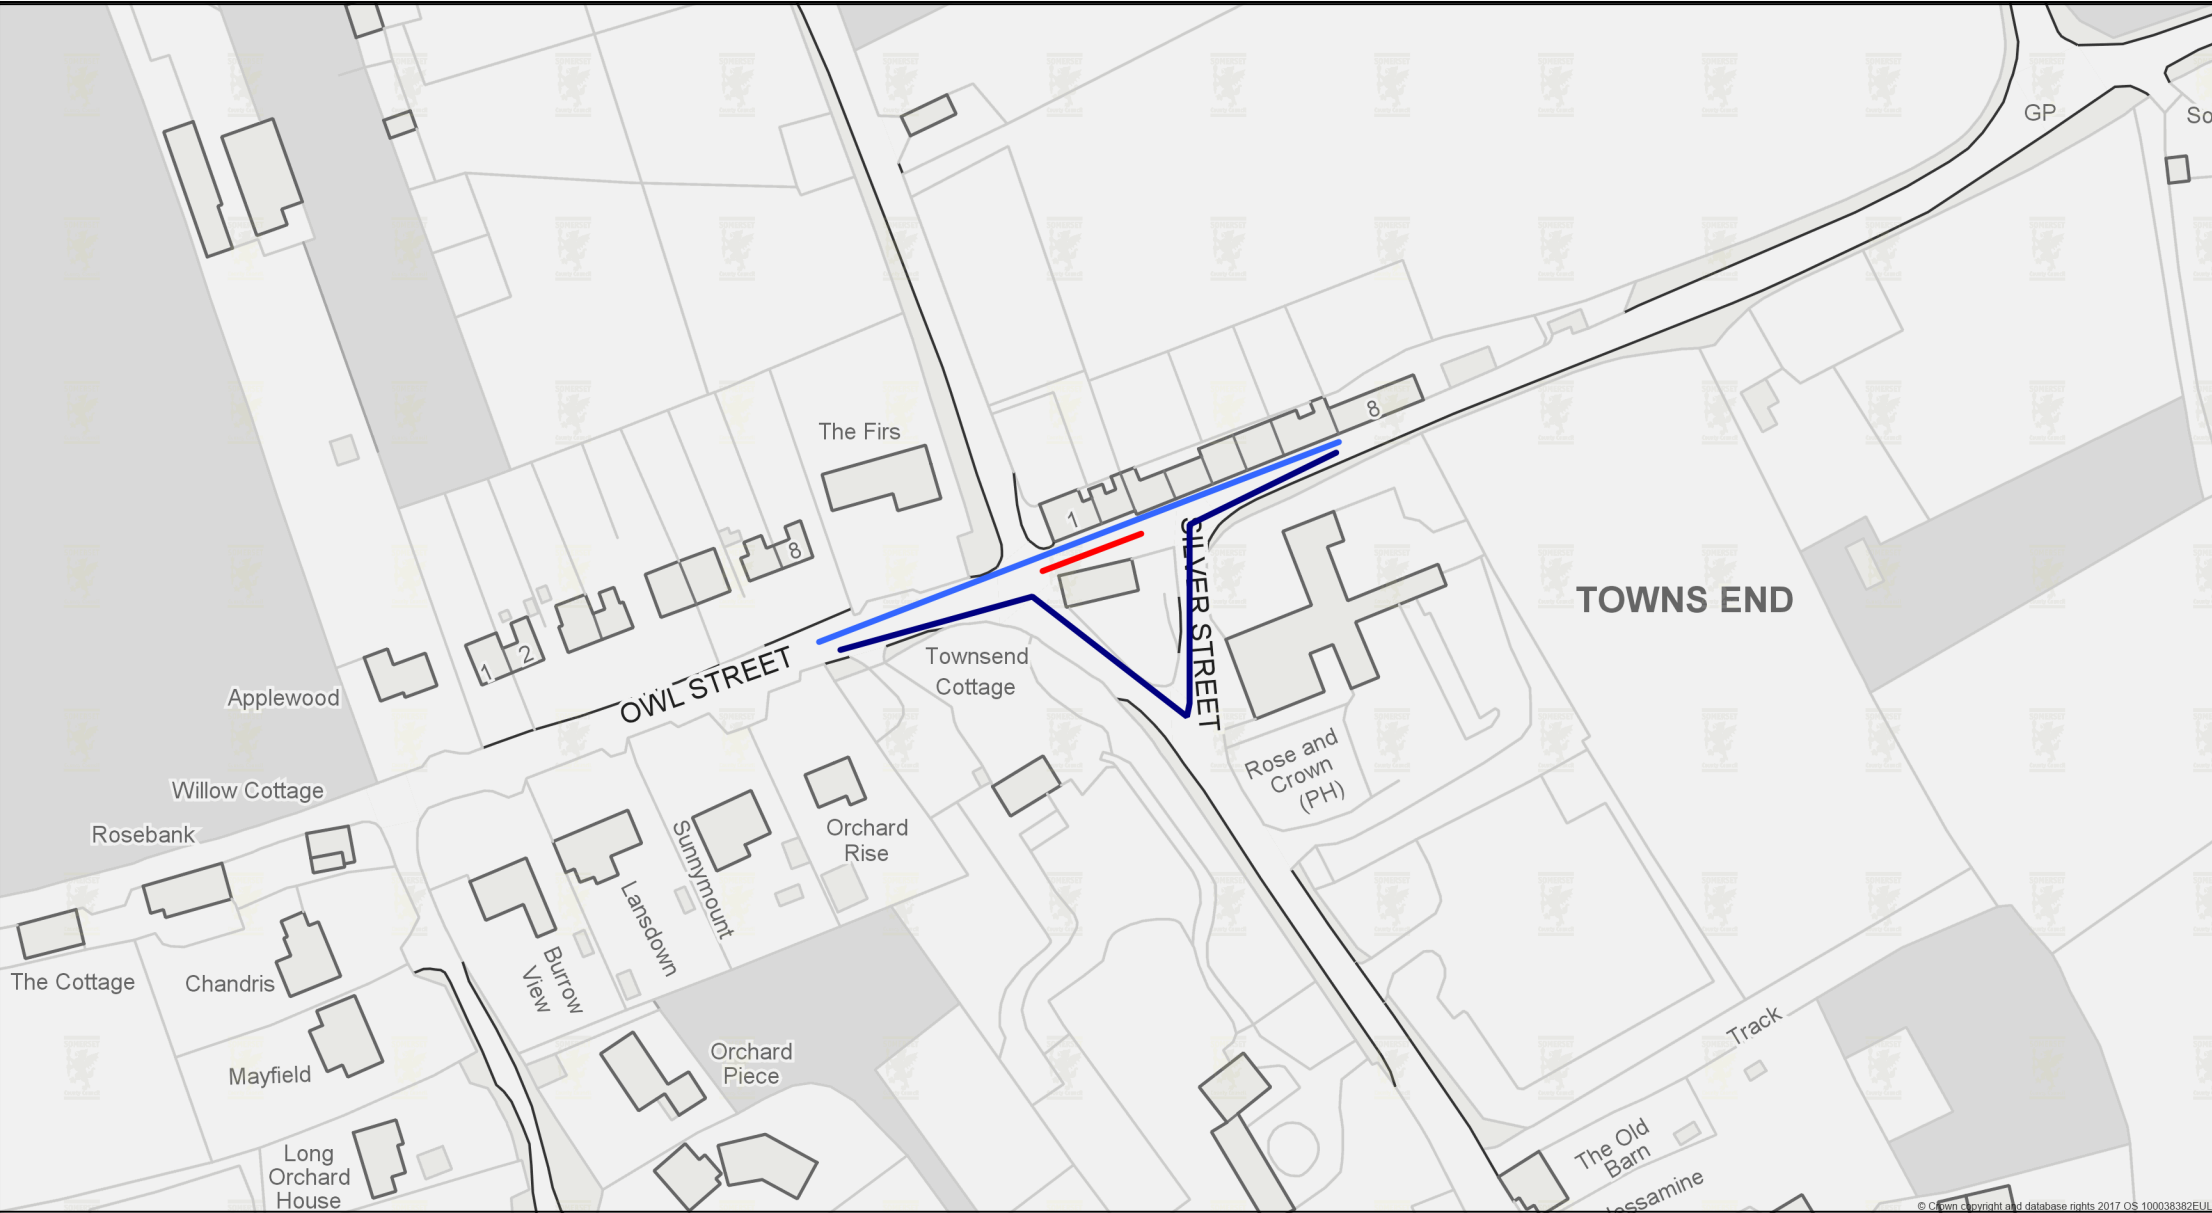 GP
So
The Firs
8
1
8
SILVER STREET
TOWNS END
1
2
Townsend
Cottage
OWL STREET
Applewood
Rose and
Crown
(PH)
Willow Cottage
Rosebank
Orchard
Rise
Sunnymount
Lansdown
The Cottage
Chandris
Burrow
View
Mayfield
Orchard
Piece
Track
Long
Orchard
House
The Old
Barn
lessamine
© Crown copyright and database rights 2017 OS 100038382EUL